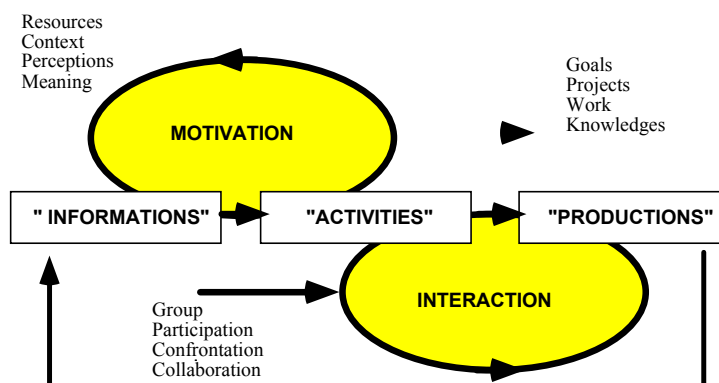 Resources
Context
Perceptions
Meaning
Goals
Projects
Work
Knowledges
MOTIVATION
" INFORMATIONS"
"ACTIVITIES"
"PRODUCTIONS"
INTERACTION
Group
Participation
Confrontation
Collaboration